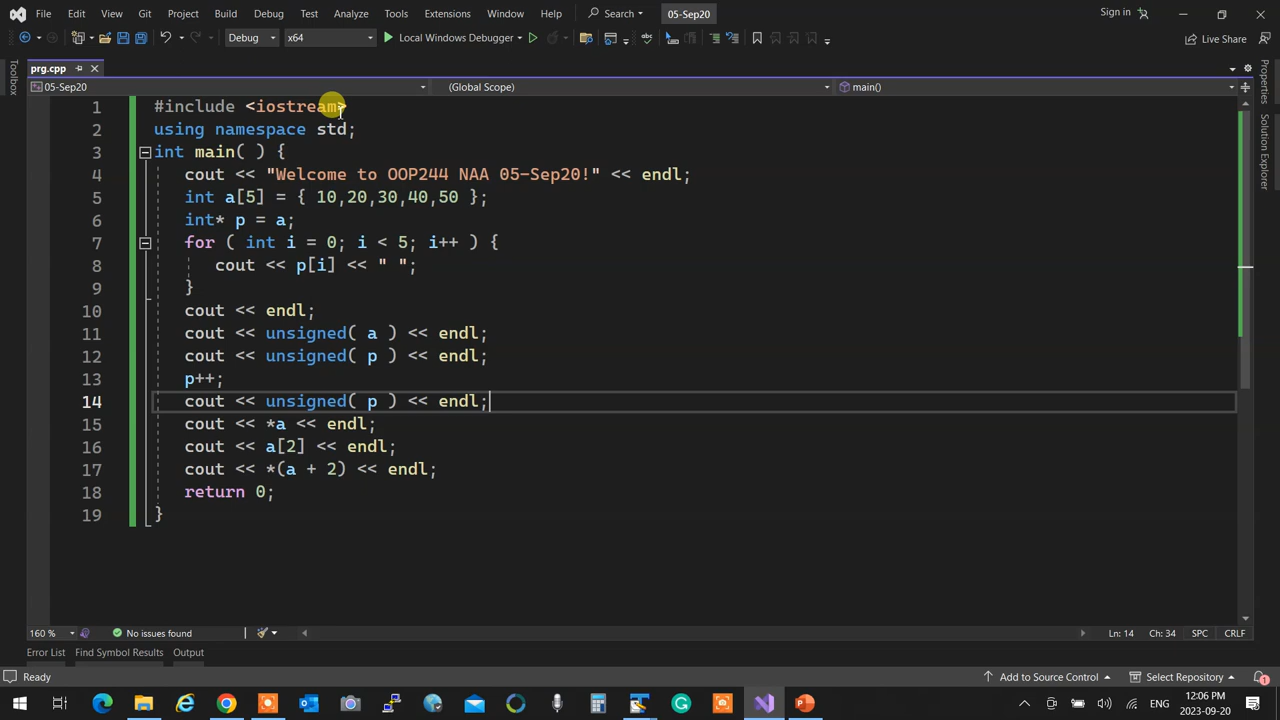 File Edit View Git Project Build Debug Test Analyze Tools Extensions Window Help Search 05-Sep20 Sign in
Debug x64 Local Windows Debugger Live Share
prg.cpp
05-Sep20 (Global Scope) main()
Toolbox
Properties
Solution Explorer
1 #include <iostream>
2 using namespace std;
3 int main( ) {
4 cout << "Welcome to OOP244 NAA 05-Sep20!" << endl;
5 int a[5] = { 10,20,30,40,50 };
6 int* p = a;
7 for ( int i = 0; i < 5; i++ ) {
8 cout << p[i] << " ";
9 }
10 cout << endl;
11 cout << unsigned( a ) << endl;
12 cout << unsigned( p ) << endl;
13 p++;
14 cout << unsigned( p ) << endl;
15 cout << *a << endl;
16 cout << a[2] << endl;
17 cout << *(a + 2) << endl;
18 return 0;
19 }
160 % No issues found Ln: 14 Ch: 34 SPC CRLF
Error List Find Symbol Results Output
Ready Add to Source Control Select Repository 1
ENG 12:06 PM
2023-09-20